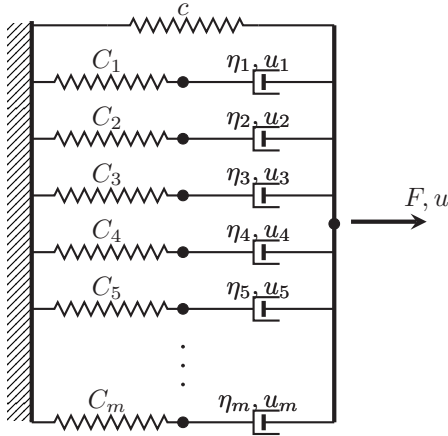 c
C₁ η₁, u₁
C₂ η₂, u₂
C₃ η₃, u₃
F, u
C₄ η₄, u₄
C₅ η₅, u₅
Cₘ ηₘ, uₘ